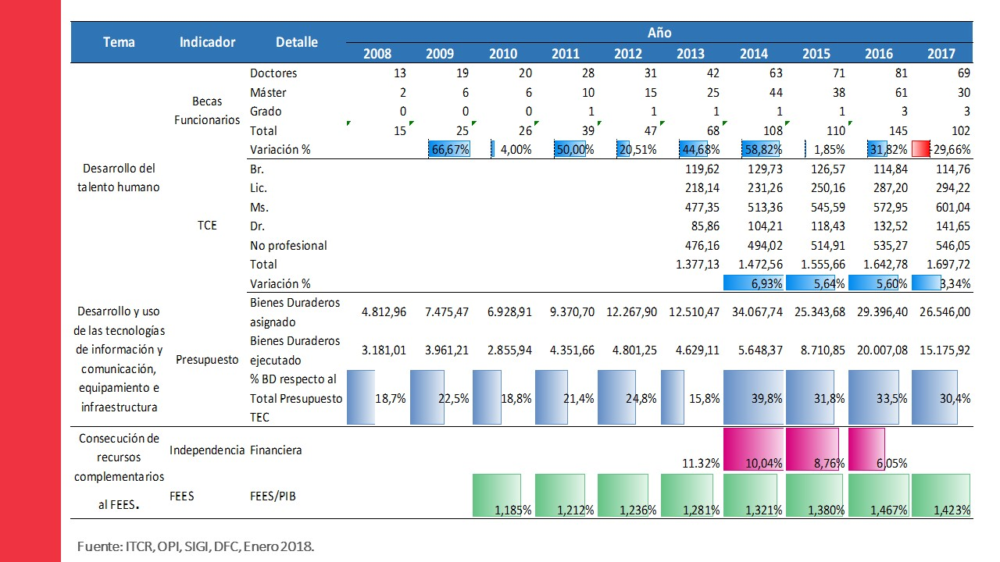 Año
Tema Indicador Detalle
2008 2009 2010 2011 2012 2013 2014 2015 2016 2017
Doctores 13 19 20 28 31 42 63 71 81 69
Máster 2 6 6 10 15 25 44 38 61 30
Becas
Funcionarios
Grado 0 0 0 1 1 1 1 1 3 3
Total 15 25 26 39 47 68 108 110 145 102
Variación % 66,67% 4,00% 50,00% 20,51% 44,68% 58,82% 1,85% 31,82% -29,66%
Desarrollo del
talento humano
Br. 119,62 129,73 126,57 114,84 114,76
Lic. 218,14 231,26 250,16 287,20 294,22
Ms. 477,35 513,36 545,59 572,95 601,04
TCE
Dr. 85,86 104,21 118,43 132,52 141,65
No profesional 476,16 494,02 514,91 535,27 546,05
Total 1.377,13 1.472,56 1.555,66 1.642,78 1.697,72
Variación % 6,93% 5,64% 5,60% 3,34%
Desarrollo y uso
de las tecnologías
de información y
comunicación,
equipamiento e
infraestructura
Presupuesto
Bienes Duraderos
asignado 4.812,96 7.475,47 6.928,91 9.370,70 12.267,90 12.510,47 34.067,74 25.343,68 29.396,40 26.546,00
Bienes Duraderos
ejecutado 3.181,01 3.961,21 2.855,94 4.351,66 4.801,25 4.629,11 5.648,37 8.710,85 20.007,08 15.175,92
% BD respecto al
Total Presupuesto 18,7% 22,5% 18,8% 21,4% 24,8% 15,8% 39,8% 31,8% 33,5% 30,4%
TEC
Consecución de
recursos
complementarios
al FEES.
Independencia Financiera 11.32% 10,04% 8,76% 6,05%
FEES FEES/PIB 1,185% 1,212% 1,236% 1,281% 1,321% 1,380% 1,467% 1,423%
Fuente: ITCR, OPI, SIGI, DFC, Enero 2018.